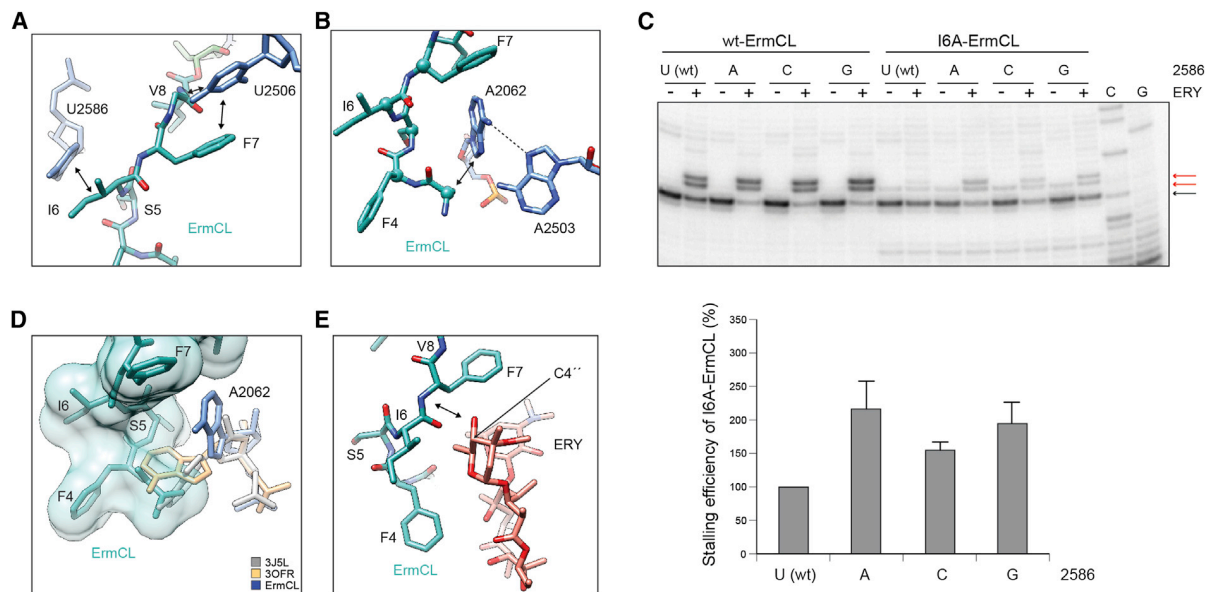 A
U2586
V8
U2506
I6
F7
S5
ErmCL
B
F7
I6
A2062
F4
A2503
ErmCL
C
wt-ErmCL I6A-ErmCL
U (wt) A C G U (wt) A C G 2586
- + - + - + - + - + - + - + - + C G ERY
D
F7
A2062
I6
S5
F4
ErmCL
3J5L
3OFR
ErmCL
E
V8
F7
C4´´
I6
ERY
S5
F4
ErmCL
Stalling efficiency of I6A-ErmCL (%)
350
300
250
200
150
100
50
0
U (wt) A C G 2586